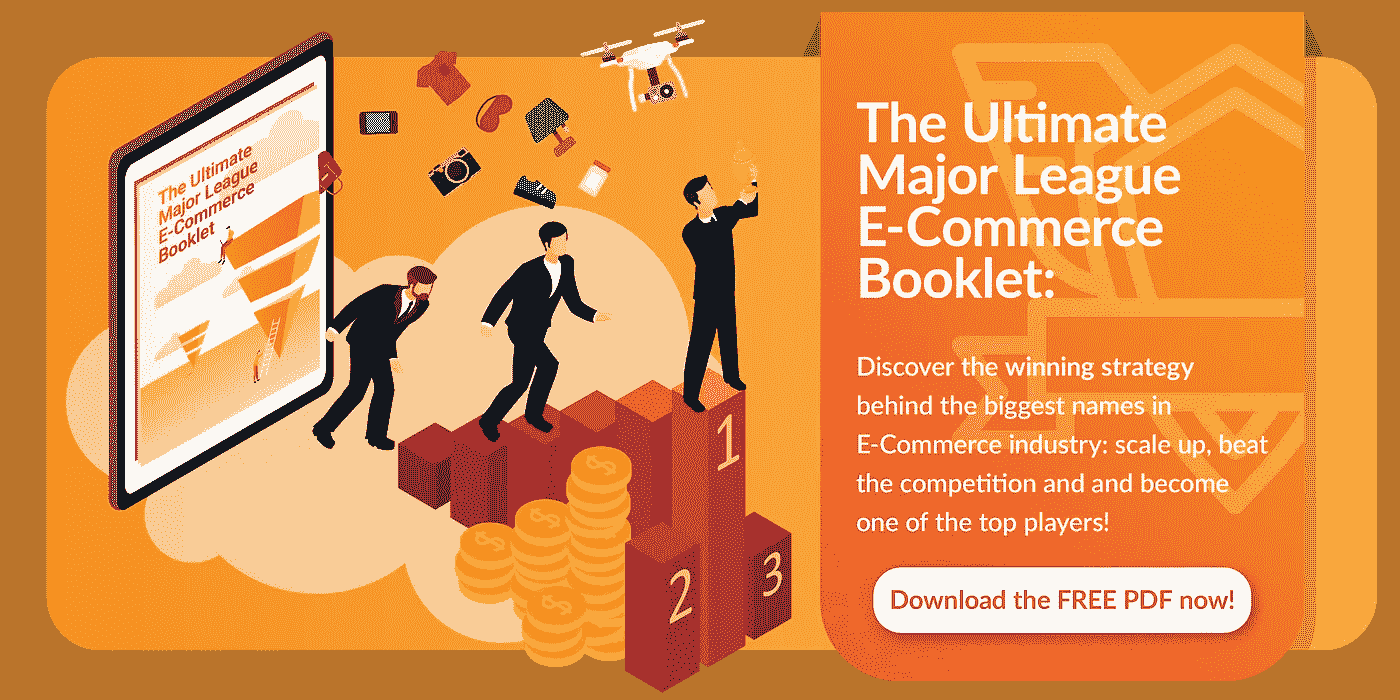 The Ultimate
Major League
E-Commerce
Booklet
1
2
3
The Ultimate
Major League
E-Commerce
Booklet:
Discover the winning strategy
behind the biggest names in
E-Commerce industry: scale up, beat
the competition and and become
one of the top players!
Download the FREE PDF now!